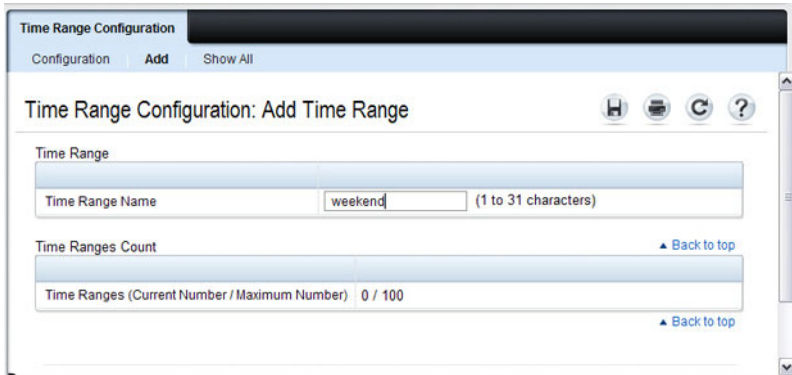 Time Range Configuration
Configuration Add Show All
Time Range Configuration: Add Time Range
Time Range
Time Range Name weekend (1 to 31 characters)
Time Ranges Count ▲ Back to top
Time Ranges (Current Number / Maximum Number) 0 / 100
▲ Back to top